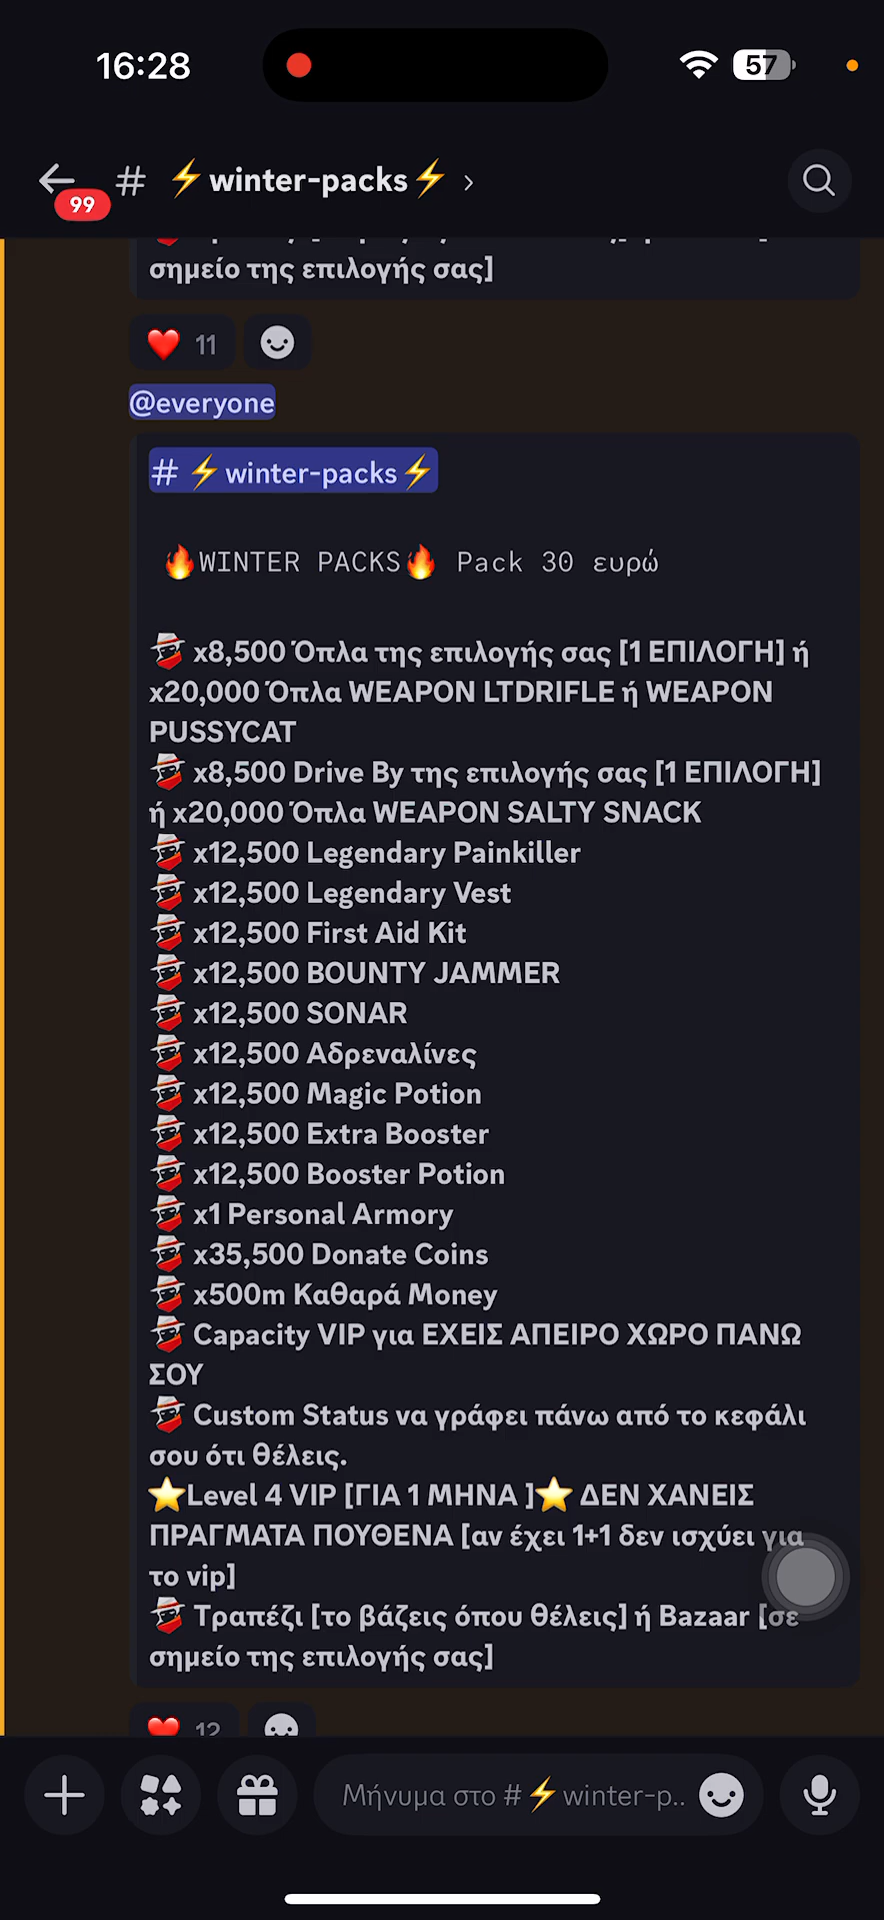 16:28
57
99
# ⚡winter-packs⚡ ›
σημείο της επιλογής σας]
❤️ 11
@everyone
# ⚡winter-packs⚡
🔥WINTER PACKS🔥 Pack 30 ευρώ
x8,500 Όπλα της επιλογής σας [1 ΕΠΙΛΟΓΗ] ή
x20,000 Όπλα WEAPON LTDRIFLE ή WEAPON
PUSSYCAT
x8,500 Drive By της επιλογής σας [1 ΕΠΙΛΟΓΗ]
ή x20,000 Όπλα WEAPON SALTY SNACK
x12,500 Legendary Painkiller
x12,500 Legendary Vest
x12,500 First Aid Kit
x12,500 BOUNTY JAMMER
x12,500 SONAR
x12,500 Αδρεναλίνες
x12,500 Magic Potion
x12,500 Extra Booster
x12,500 Booster Potion
x1 Personal Armory
x35,500 Donate Coins
x500m Καθαρά Money
Capacity VIP για ΕΧΕΙΣ ΑΠΕΙΡΟ ΧΩΡΟ ΠΑΝΩ
ΣΟΥ
Custom Status να γράφει πάνω από το κεφάλι
σου ότι θέλεις.
⭐Level 4 VIP [ΓΙΑ 1 ΜΗΝΑ ]⭐ ΔΕΝ ΧΑΝΕΙΣ
ΠΡΑΓΜΑΤΑ ΠΟΥΘΕΝΑ [αν έχει 1+1 δεν ισχύει για
το vip]
Τραπέζι [το βάζεις όπου θέλεις] ή Bazaar [σε
σημείο της επιλογής σας]
❤️ 12
Μήνυμα στο # ⚡ winter-p..